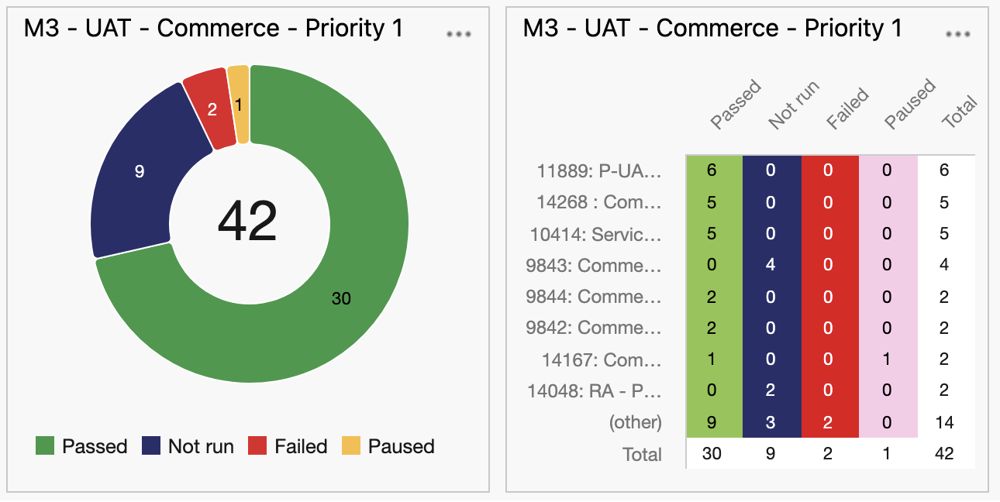 M3 - UAT - Commerce - Priority 1
2
1
9
42
30
Passed Not run Failed Paused
M3 - UAT - Commerce - Priority 1
Passed Not run Failed Paused Total
11889: P-UA... 6 0 0 0 6
14268 : Com... 5 0 0 0 5
10414: Servic... 5 0 0 0 5
9843: Comme... 0 4 0 0 4
9844: Comme... 2 0 0 0 2
9842: Comme... 2 0 0 0 2
14167: Com... 1 0 0 1 2
14048: RA - P... 0 2 0 0 2
(other) 9 3 2 0 14
Total 30 9 2 1 42